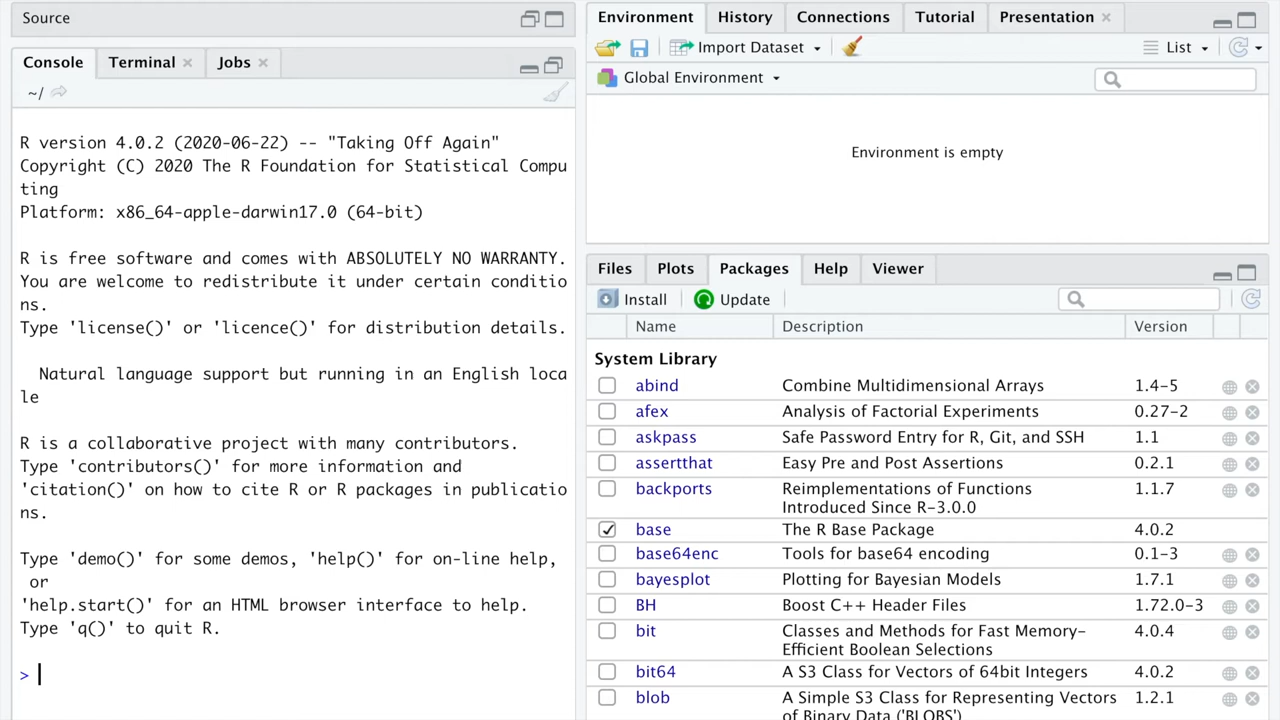 Source
Console Terminal Jobs
~/
R version 4.0.2 (2020-06-22) -- "Taking Off Again"
Copyright (C) 2020 The R Foundation for Statistical Compu
ting
Platform: x86_64-apple-darwin17.0 (64-bit)
R is free software and comes with ABSOLUTELY NO WARRANTY.
You are welcome to redistribute it under certain conditio
ns.
Type 'license()' or 'licence()' for distribution details.
Natural language support but running in an English loca
le
R is a collaborative project with many contributors.
Type 'contributors()' for more information and
'citation()' on how to cite R or R packages in publicatio
ns.
Type 'demo()' for some demos, 'help()' for on-line help,
or
'help.start()' for an HTML browser interface to help.
Type 'q()' to quit R.
>
Environment History Connections Tutorial Presentation
Import Dataset List
Global Environment
Environment is empty
Files Plots Packages Help Viewer
Install Update
Name Description Version
System Library
abind Combine Multidimensional Arrays 1.4-5
afex Analysis of Factorial Experiments 0.27-2
askpass Safe Password Entry for R, Git, and SSH 1.1
assertthat Easy Pre and Post Assertions 0.2.1
backports Reimplementations of Functions 1.1.7
Introduced Since R-3.0.0
base The R Base Package 4.0.2
base64enc Tools for base64 encoding 0.1-3
bayesplot Plotting for Bayesian Models 1.7.1
BH Boost C++ Header Files 1.72.0-3
bit Classes and Methods for Fast Memory- 4.0.4
Efficient Boolean Selections
bit64 A S3 Class for Vectors of 64bit Integers 4.0.2
blob A Simple S3 Class for Representing Vectors 1.2.1
of Binary Data ('BLOBS')